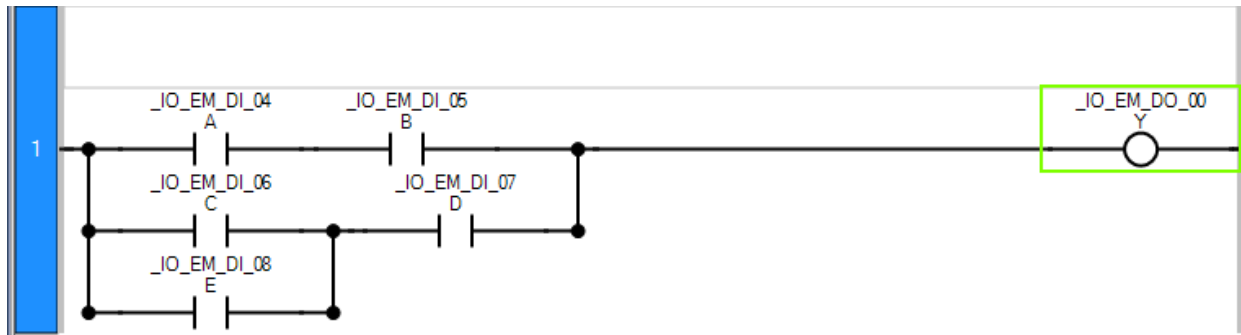 _IO_EM_DI_04 _IO_EM_DI_05 _IO_EM_DO_00
A B Y
1
_IO_EM_DI_06 _IO_EM_DI_07
C D
_IO_EM_DI_08
E